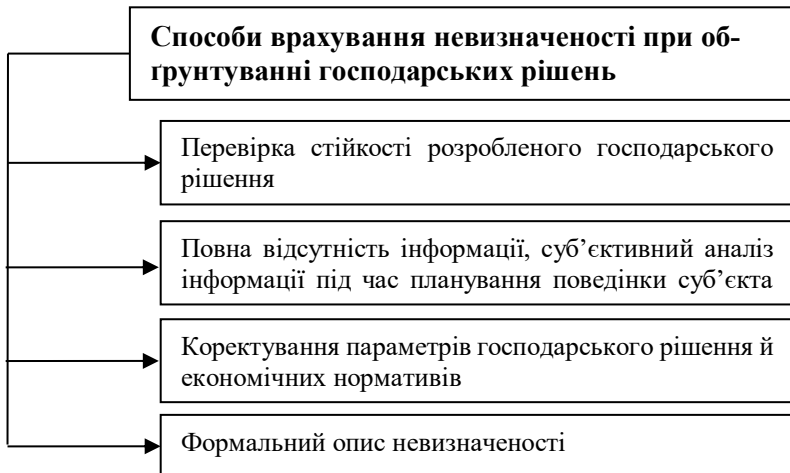 Способи врахування невизначеності при об-
ґрунтуванні господарських рішень
Перевірка стійкості розробленого господарського
рішення
Повна відсутність інформації, суб’єктивний аналіз
інформації під час планування поведінки суб’єкта
Коректування параметрів господарського рішення й
економічних нормативів
Формальний опис невизначеності